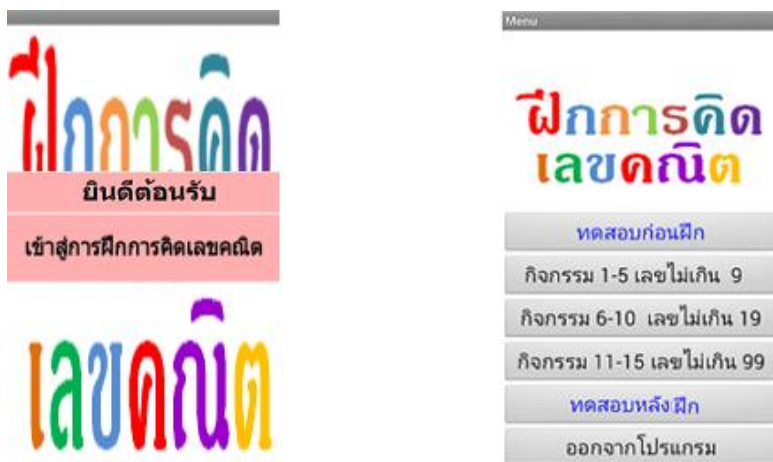 ฝึกการคิด
ยินดีต้อนรับ
เข้าสู่การฝึกการคิดเลขคณิต
เลขคณิต
Menu
ฝึกการคิด
เลขคณิต
ทดสอบก่อนฝึก
กิจกรรม 1-5 เลขไม่เกิน 9
กิจกรรม 6-10 เลขไม่เกิน 19
กิจกรรม 11-15 เลขไม่เกิน 99
ทดสอบหลังฝึก
ออกจากโปรแกรม